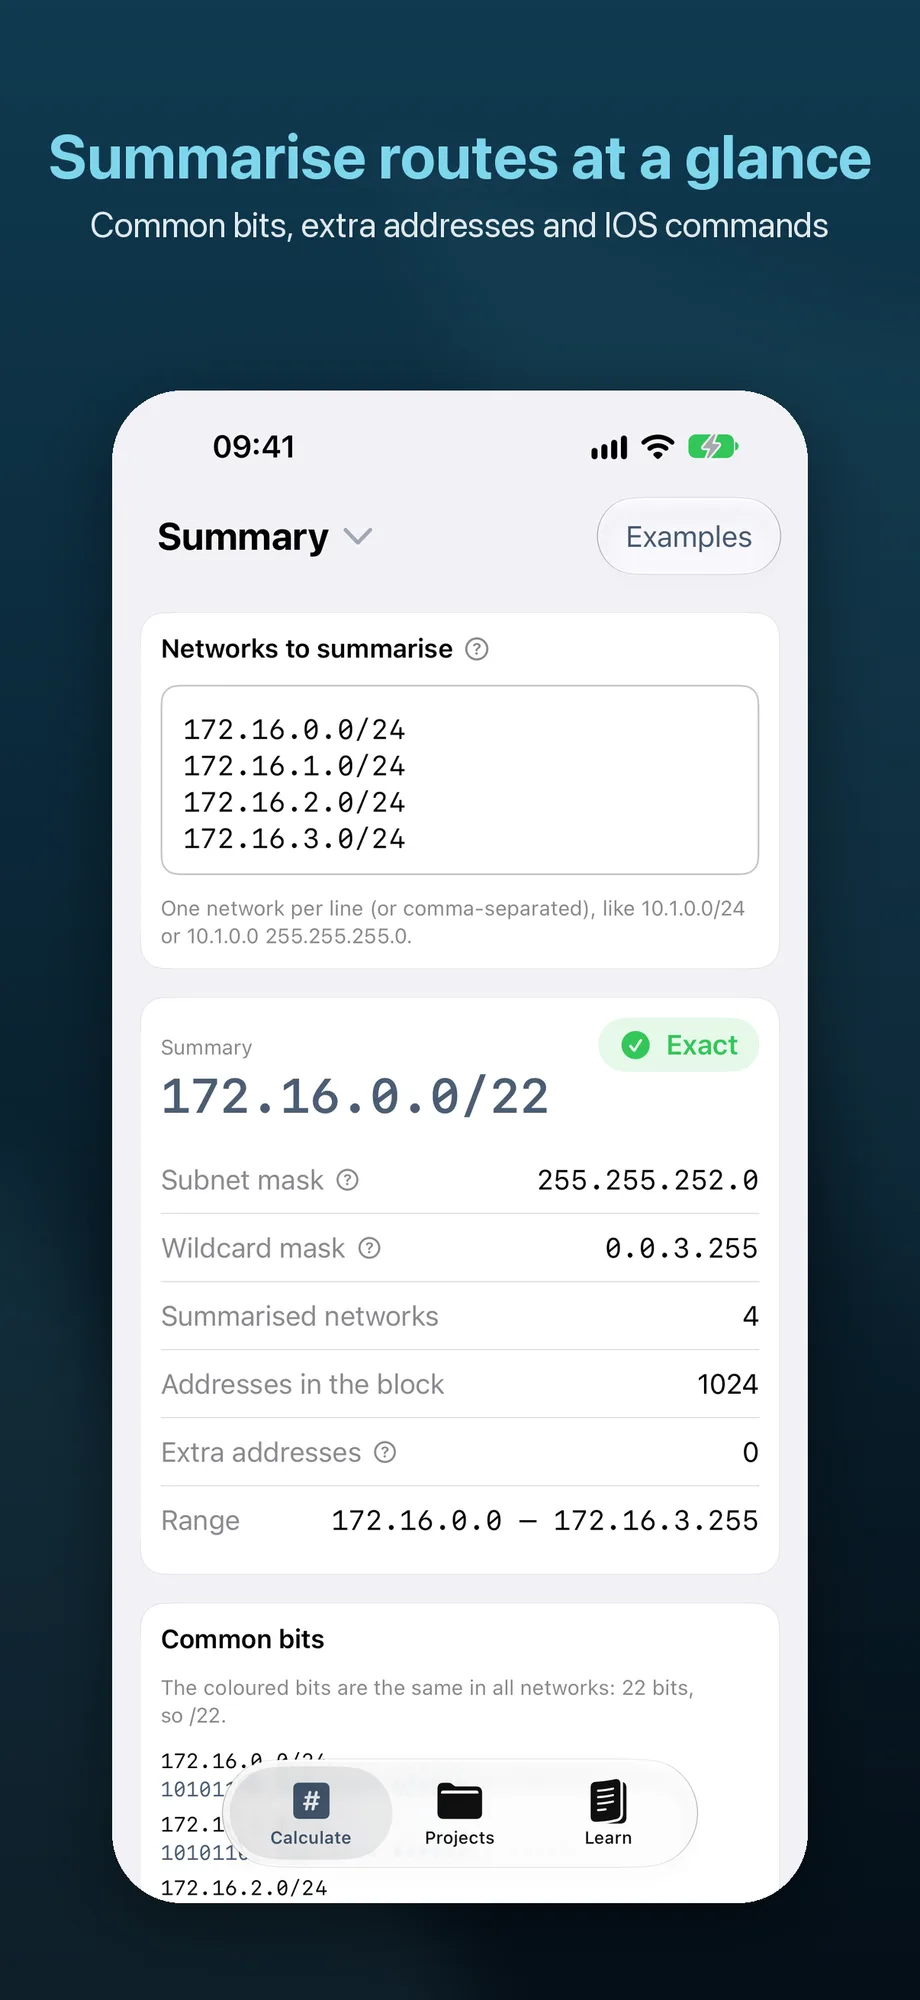 Summarise routes at a glance
Common bits, extra addresses and IOS commands
09:41
Summary
Examples
Networks to summarise
172.16.0.0/24
172.16.1.0/24
172.16.2.0/24
172.16.3.0/24
One network per line (or comma-separated), like 10.1.0.0/24
or 10.1.0.0 255.255.255.0.
Summary
Exact
172.16.0.0/22
Subnet mask
255.255.252.0
Wildcard mask
0.0.3.255
Summarised networks
4
Addresses in the block
1024
Extra addresses
0
Range
172.16.0.0 – 172.16.3.255
Common bits
The coloured bits are the same in all networks: 22 bits,
so /22.
172.16.0.0/24
172.16.2.0/24
Calculate
Projects
Learn